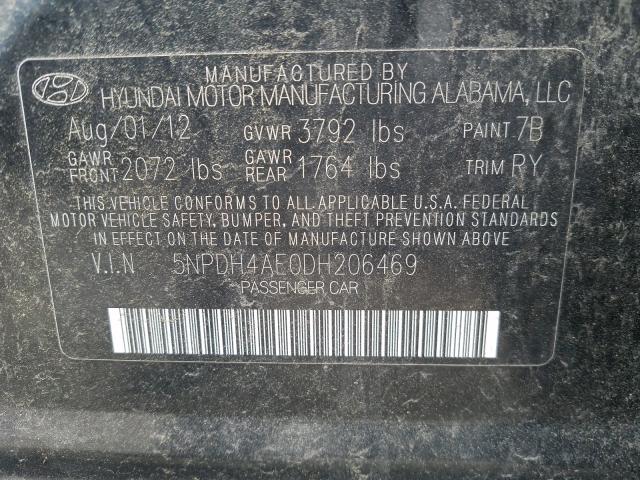 MANUFACTURED BY
HYUNDAI MOTOR MANUFACTURING ALABAMA, LLC
Aug/01/12 GVWR 3792 lbs PAINT 7B
GAWR FRONT 2072 lbs GAWR REAR 1764 lbs TRIM RY
THIS VEHICLE CONFORMS TO ALL APPLICABLE U.S.A. FEDERAL
MOTOR VEHICLE SAFETY, BUMPER, AND THEFT PREVENTION STANDARDS
IN EFFECT ON THE DATE OF MANUFACTURE SHOWN ABOVE.
V.I.N 5NPDH4AE0DH206469
PASSENGER CAR